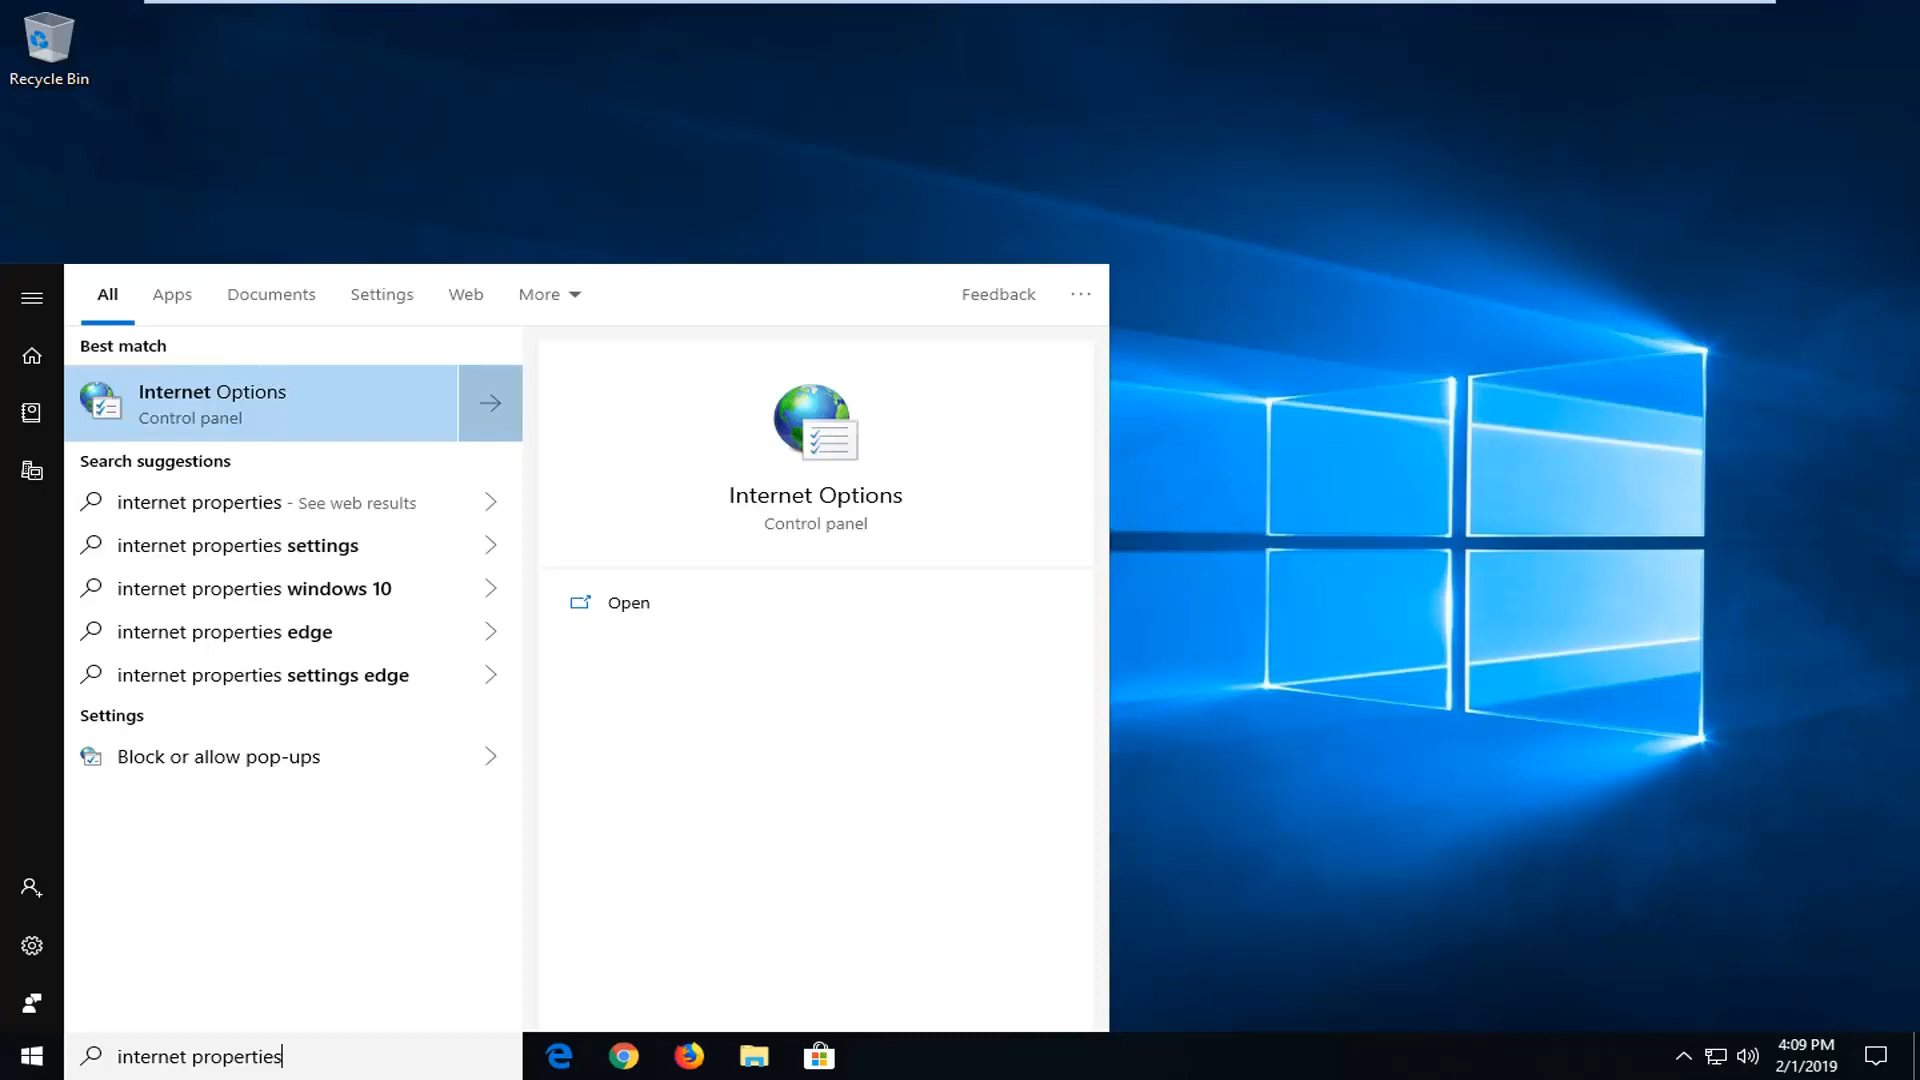 Recycle Bin
All Apps Documents Settings Web More Feedback ...
Best match
Internet Options
Control panel
Search suggestions
internet properties - See web results
internet properties settings
internet properties windows 10
internet properties edge
internet properties settings edge
Settings
Block or allow pop-ups
Internet Options
Control panel
Open
internet properties
4:09 PM
2/1/2019